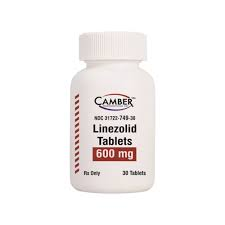 CAMBER
NDC 31722-749-30
Linezolid
Tablets
600 mg
Rx Only
30 Tablets